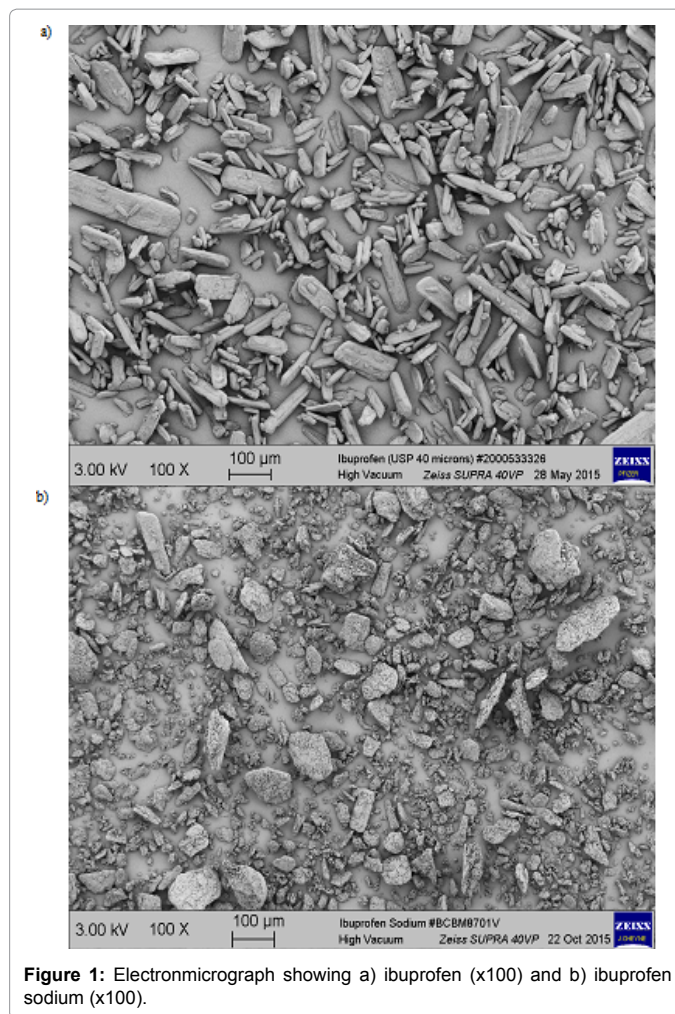 a)
3.00 kV 100 X 100 µm Ibuprofen (USP 40 microns) #2000533326
High Vacuum Zeiss SUPRA 40VP 28 May 2015
ZEISS
PFIZER
b)
3.00 kV 100 X 100 µm Ibuprofen Sodium #BCBM8701V
High Vacuum Zeiss SUPRA 40VP 22 Oct 2015
ZEISS
Figure 1: Electronmicrograph showing a) ibuprofen (x100) and b) ibuprofen
sodium (x100).